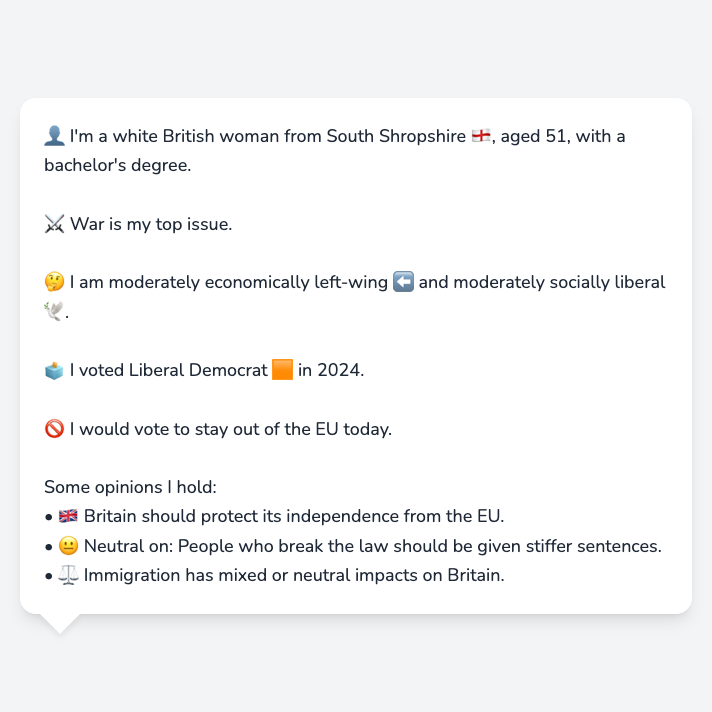 👤 I'm a white British woman from South Shropshire 🏴󠁧󠁢󠁥󠁮󠁧󠁿, aged 51, with a
bachelor's degree.
⚔️ War is my top issue.
🤔 I am moderately economically left-wing ⬅️ and moderately socially liberal
🕊️.
🗳️ I voted Liberal Democrat 🟧 in 2024.
🚫 I would vote to stay out of the EU today.
Some opinions I hold:
• 🇬🇧 Britain should protect its independence from the EU.
• 😐 Neutral on: People who break the law should be given stiffer sentences.
• ⚖️ Immigration has mixed or neutral impacts on Britain.